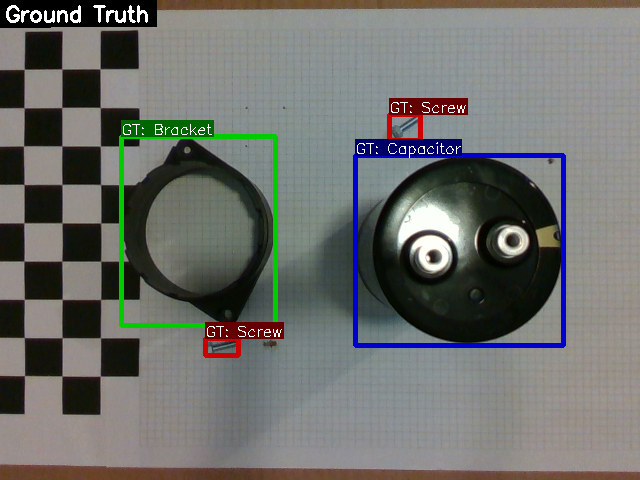 Ground Truth
GT: Screw
GT: Bracket
GT: Capacitor
GT: Screw